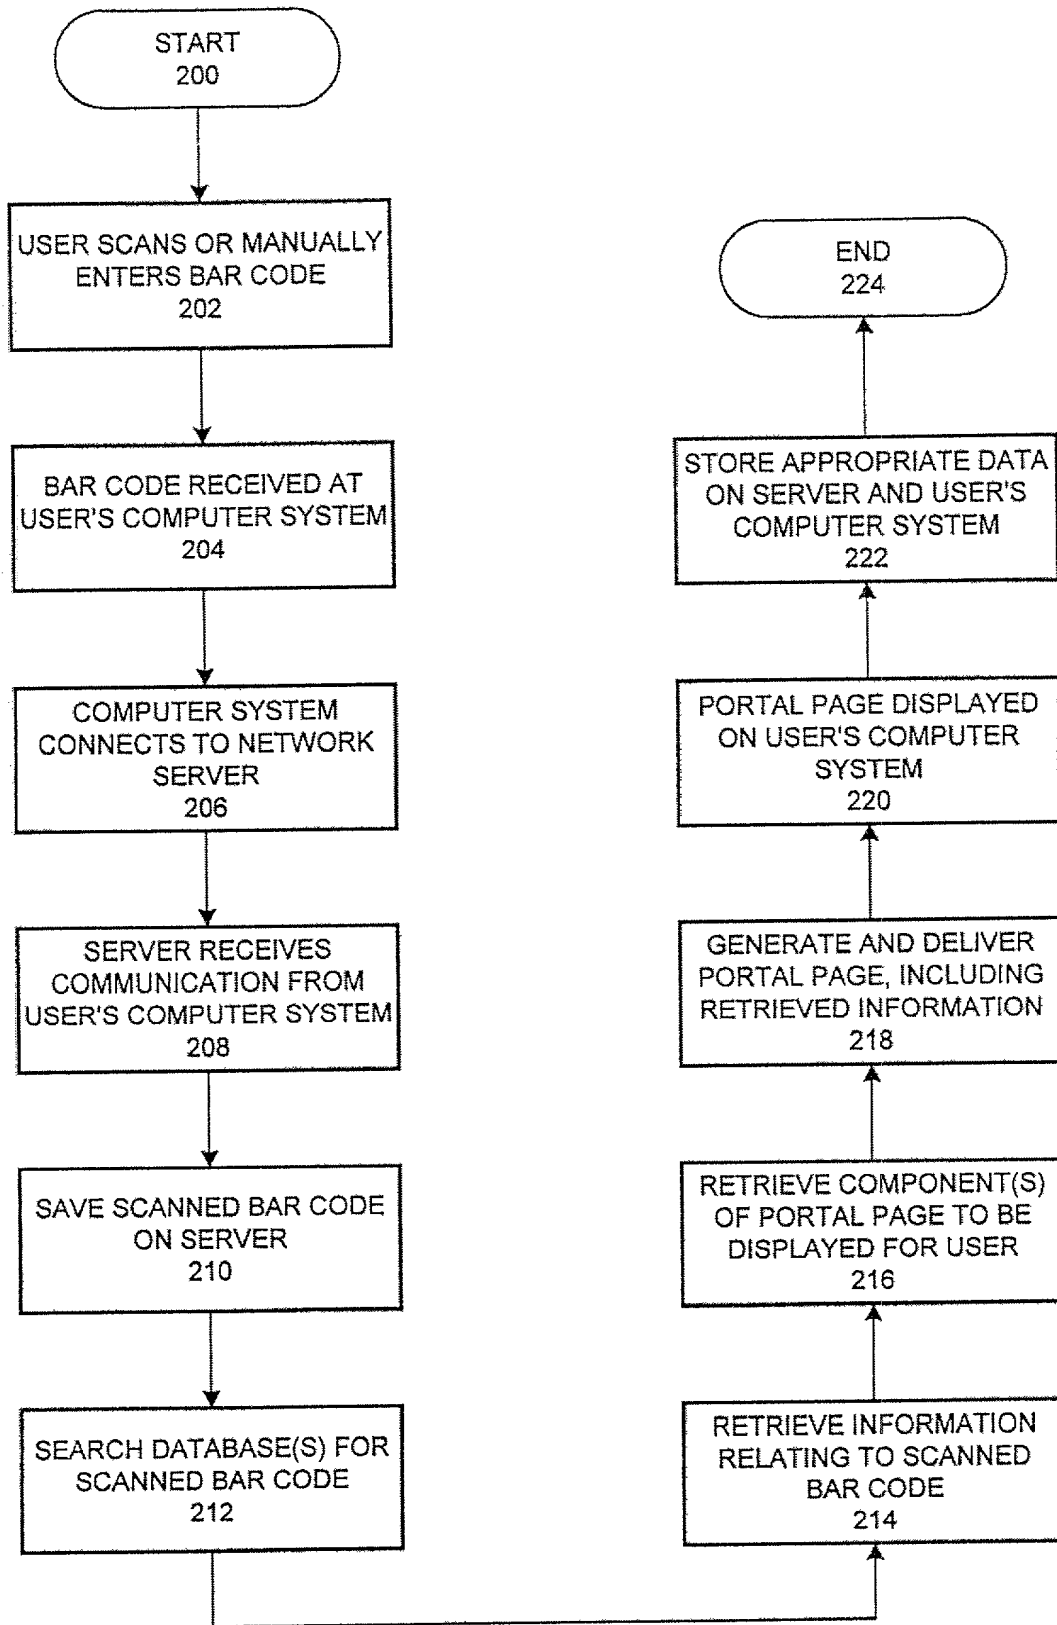 START
200
USER SCANS OR MANUALLY
ENTERS BAR CODE
202
BAR CODE RECEIVED AT
USER'S COMPUTER SYSTEM
204
COMPUTER SYSTEM
CONNECTS TO NETWORK
SERVER
206
SERVER RECEIVES
COMMUNICATION FROM
USER'S COMPUTER SYSTEM
208
SAVE SCANNED BAR CODE
ON SERVER
210
SEARCH DATABASE(S) FOR
SCANNED BAR CODE
212
RETRIEVE INFORMATION
RELATING TO SCANNED
BAR CODE
214
RETRIEVE COMPONENT(S)
OF PORTAL PAGE TO BE
DISPLAYED FOR USER
216
GENERATE AND DELIVER
PORTAL PAGE, INCLUDING
RETRIEVED INFORMATION
218
PORTAL PAGE DISPLAYED
ON USER'S COMPUTER
SYSTEM
220
STORE APPROPRIATE DATA
ON SERVER AND USER'S
COMPUTER SYSTEM
222
END
224